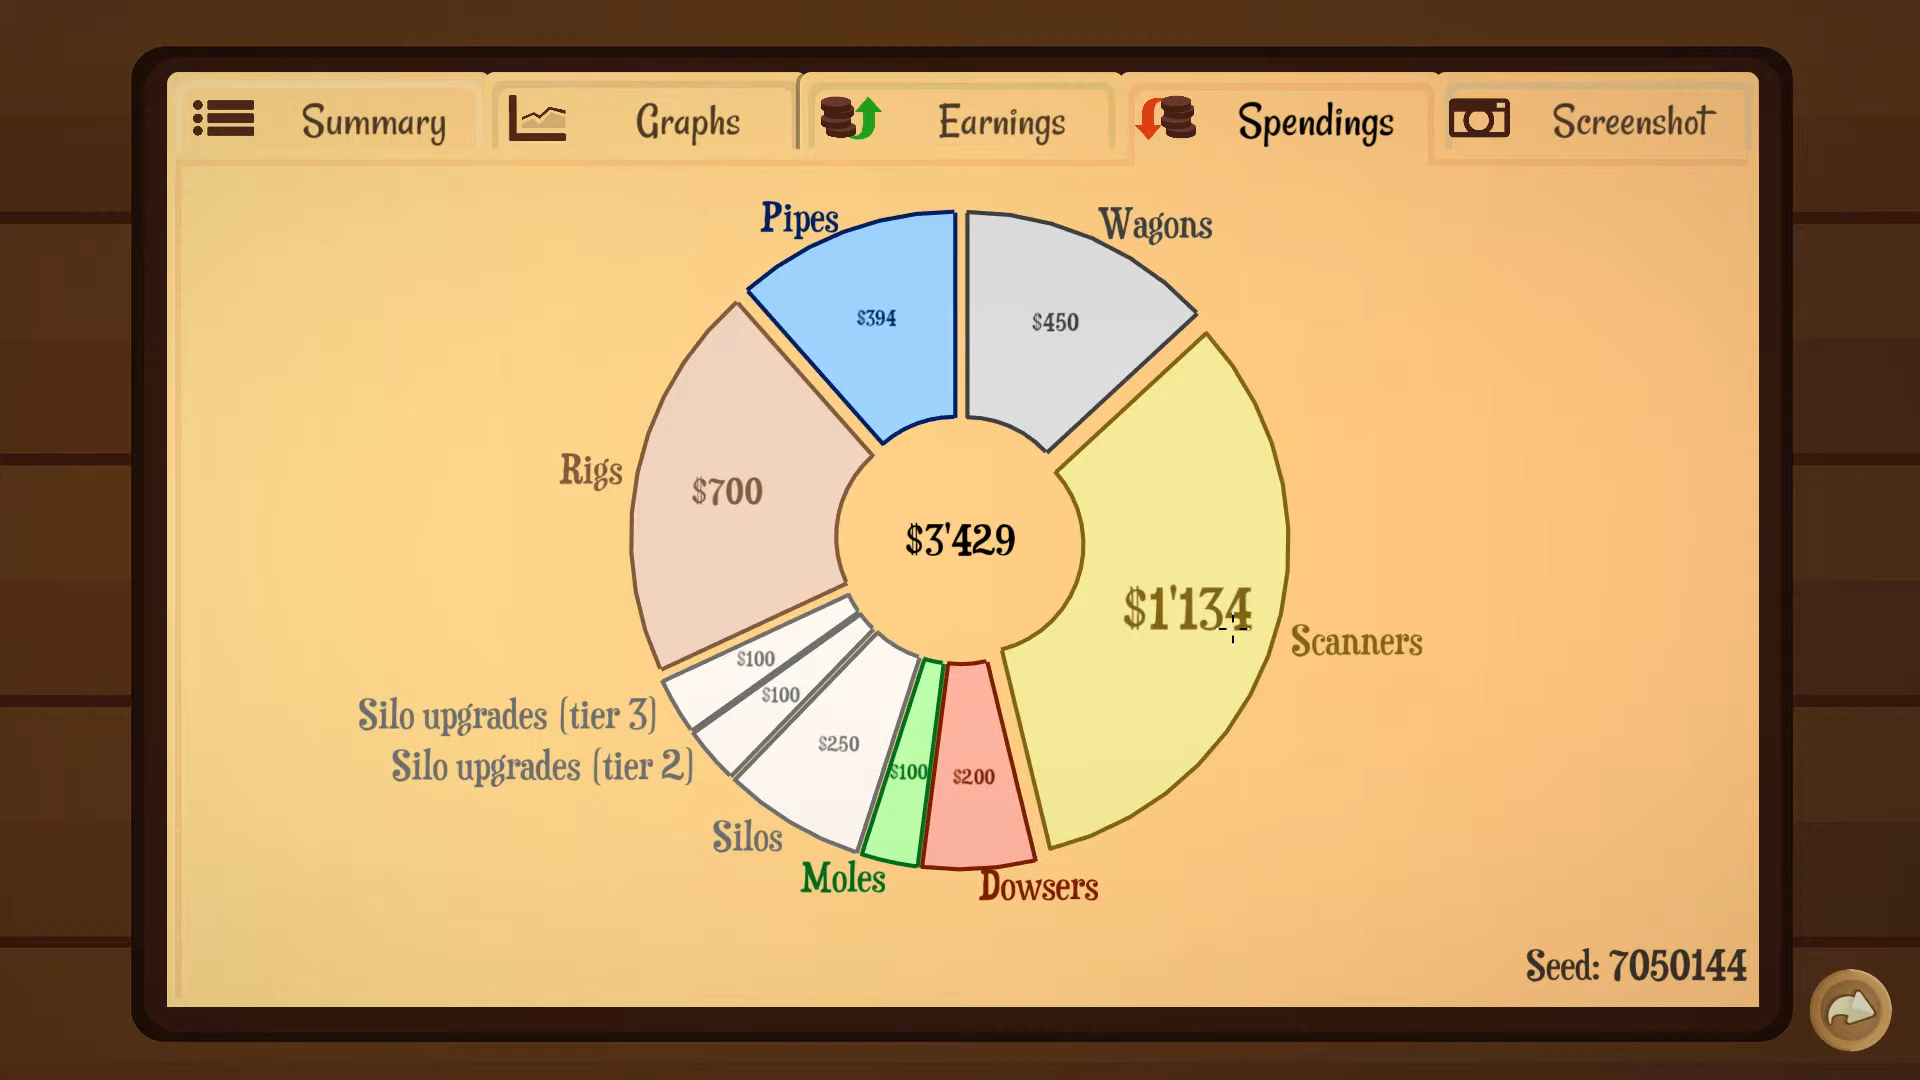 Summary
Graphs
Earnings
Spendings
Screenshot
Pipes
Wagons
$394
$450
Rigs
$700
$3'429
$1'134
Scanners
$100
$100
Silo upgrades (tier 3)
$250
Silo upgrades (tier 2)
$100
$200
Silos
Moles
Dowsers
Seed: 7050144